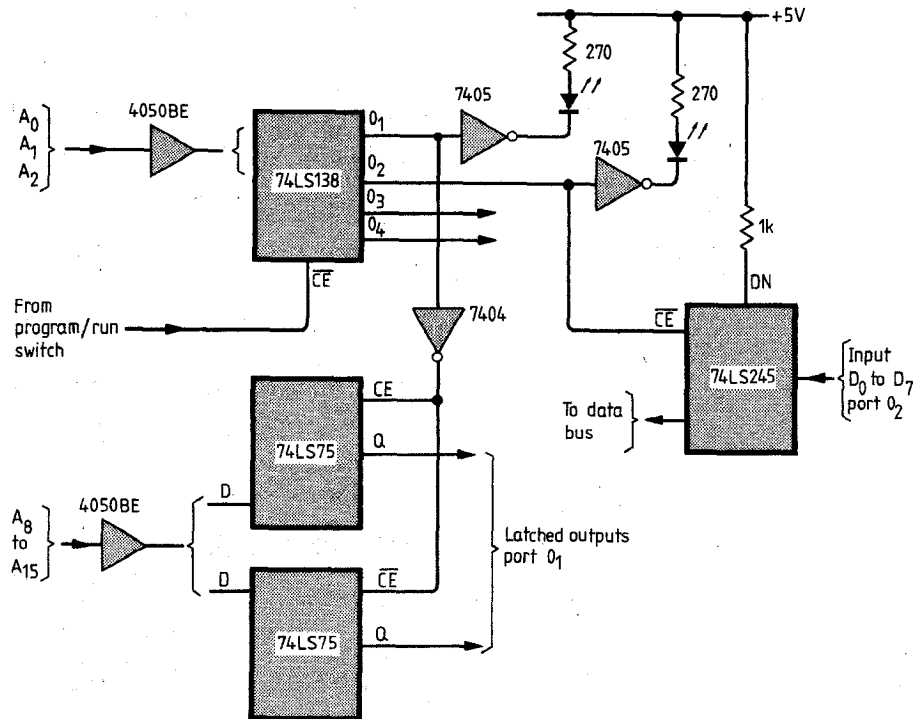 +5V
270
270
7405
4050BE
A0
A1
A2
O1
O2
O3
O4
74LS138
7405
1k
DN
CE
From
program/run
switch
7404
CE
74LS245
Input
D0 to D7
port O2
To data
bus
CE
74LS75
Q
D
4050BE
A8
to
A15
Latched outputs
port O1
D
CE
74LS75
Q